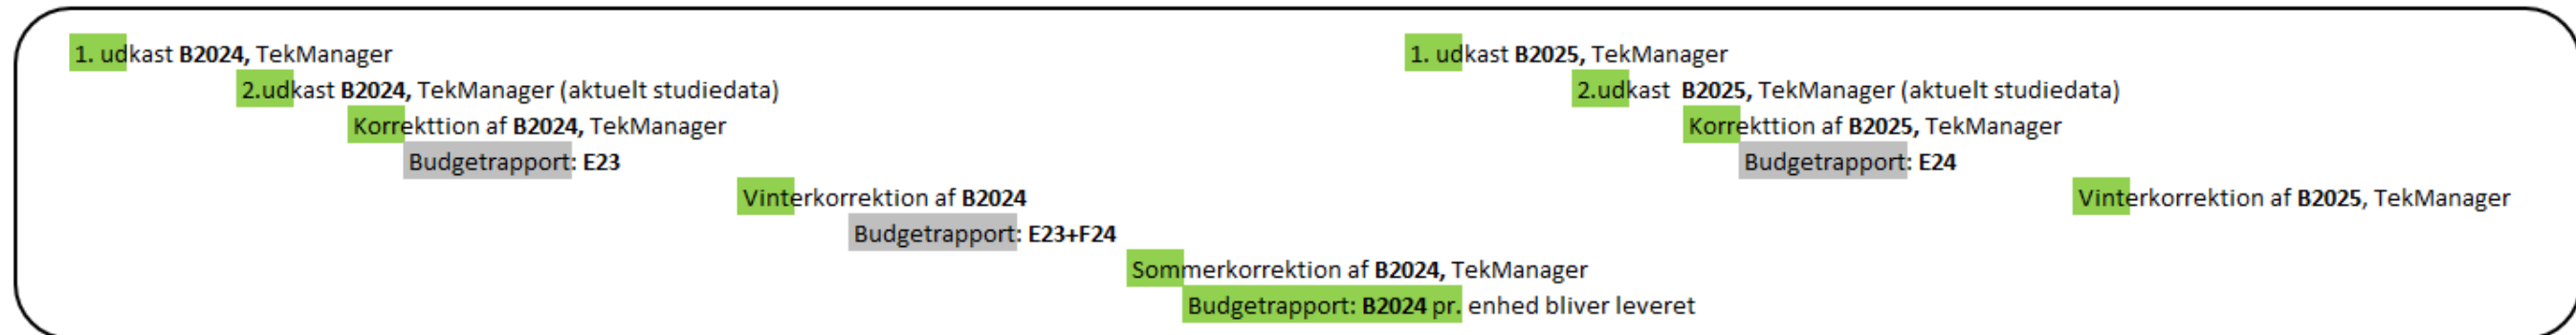 1. udkast B2024, TekManager
1. udkast B2025, TekManager
2.udkast B2024, TekManager (aktuelt studiedata)
2.udkast B2025, TekManager (aktuelt studiedata)
Korrekttion af B2024, TekManager
Korrekttion af B2025, TekManager
Budgetrapport: E23
Budgetrapport: E24
Vinterkorrektion af B2024
Vinterkorrektion af B2025, TekManager
Budgetrapport: E23+F24
Sommerkorrektion af B2024, TekManager
Budgetrapport: B2024 pr. enhed bliver leveret